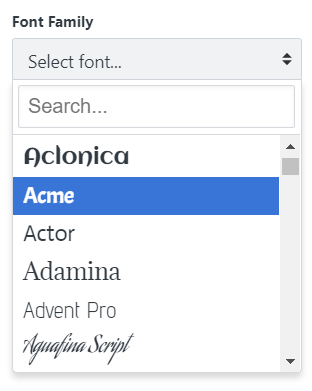 Font Family
Select font...
Search...
Aclonica
Acme
Actor
Adamina
Advent Pro
Aguafina Script